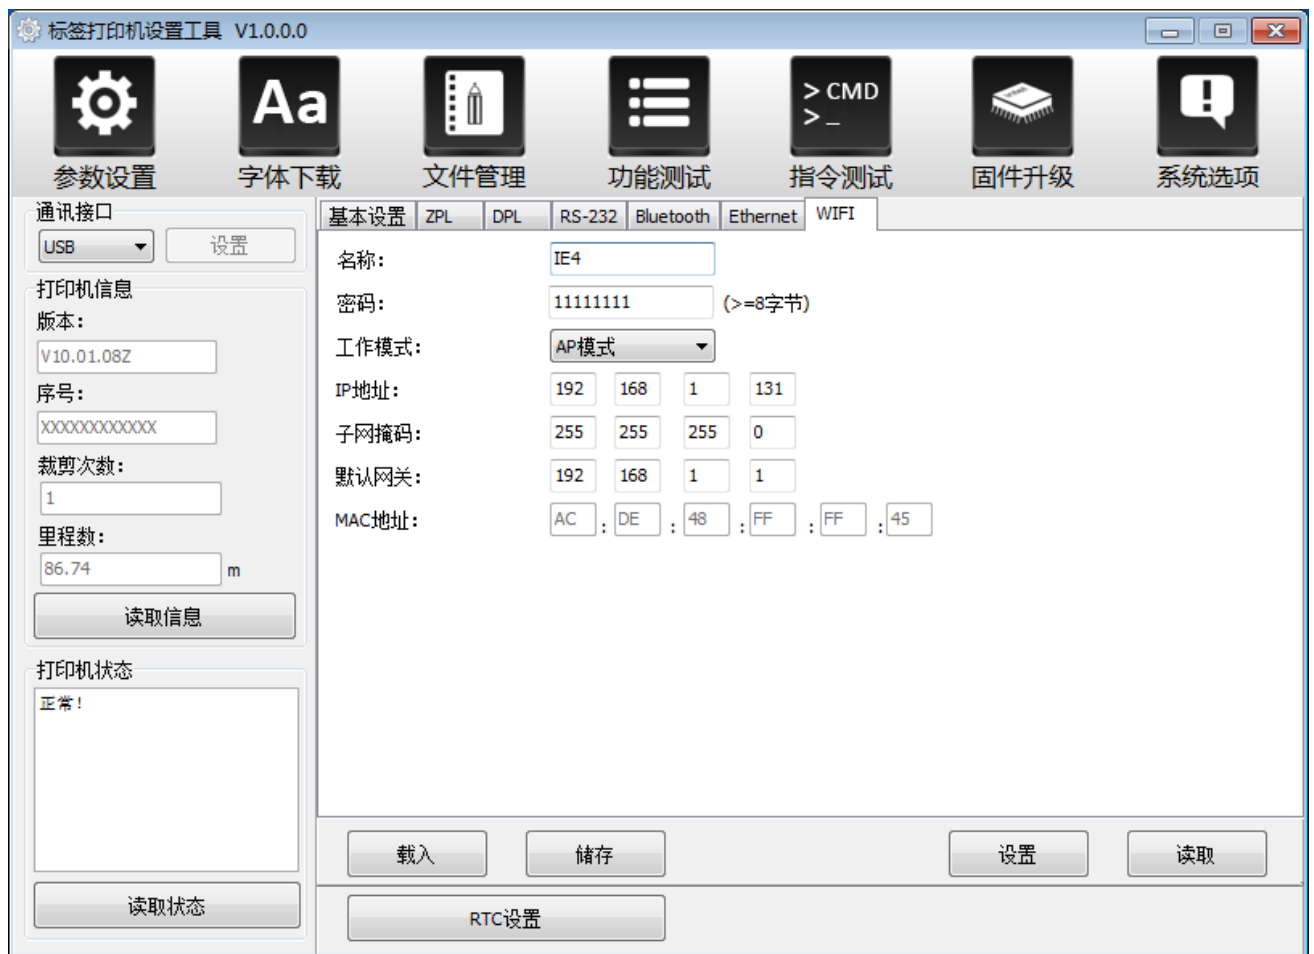 标签打印机设置工具 V1.0.0.0
Aa
> CMD
> _
参数设置 字体下载 文件管理 功能测试 指令测试 固件升级 系统选项
通讯接口
USB 设置
打印机信息
版本:
V10.01.08Z
序号:
XXXXXXXXXXXX
裁剪次数:
1
里程数:
86.74 m
读取信息
打印机状态
正常!
读取状态
基本设置 ZPL DPL RS-232 Bluetooth Ethernet WIFI
名称: IE4
密码: 11111111 (>=8字节)
工作模式: AP模式
IP地址: 192 168 1 131
子网掩码: 255 255 255 0
默认网关: 192 168 1 1
MAC地址: AC : DE : 48 : FF : FF : 45
载入 储存 设置 读取
RTC设置